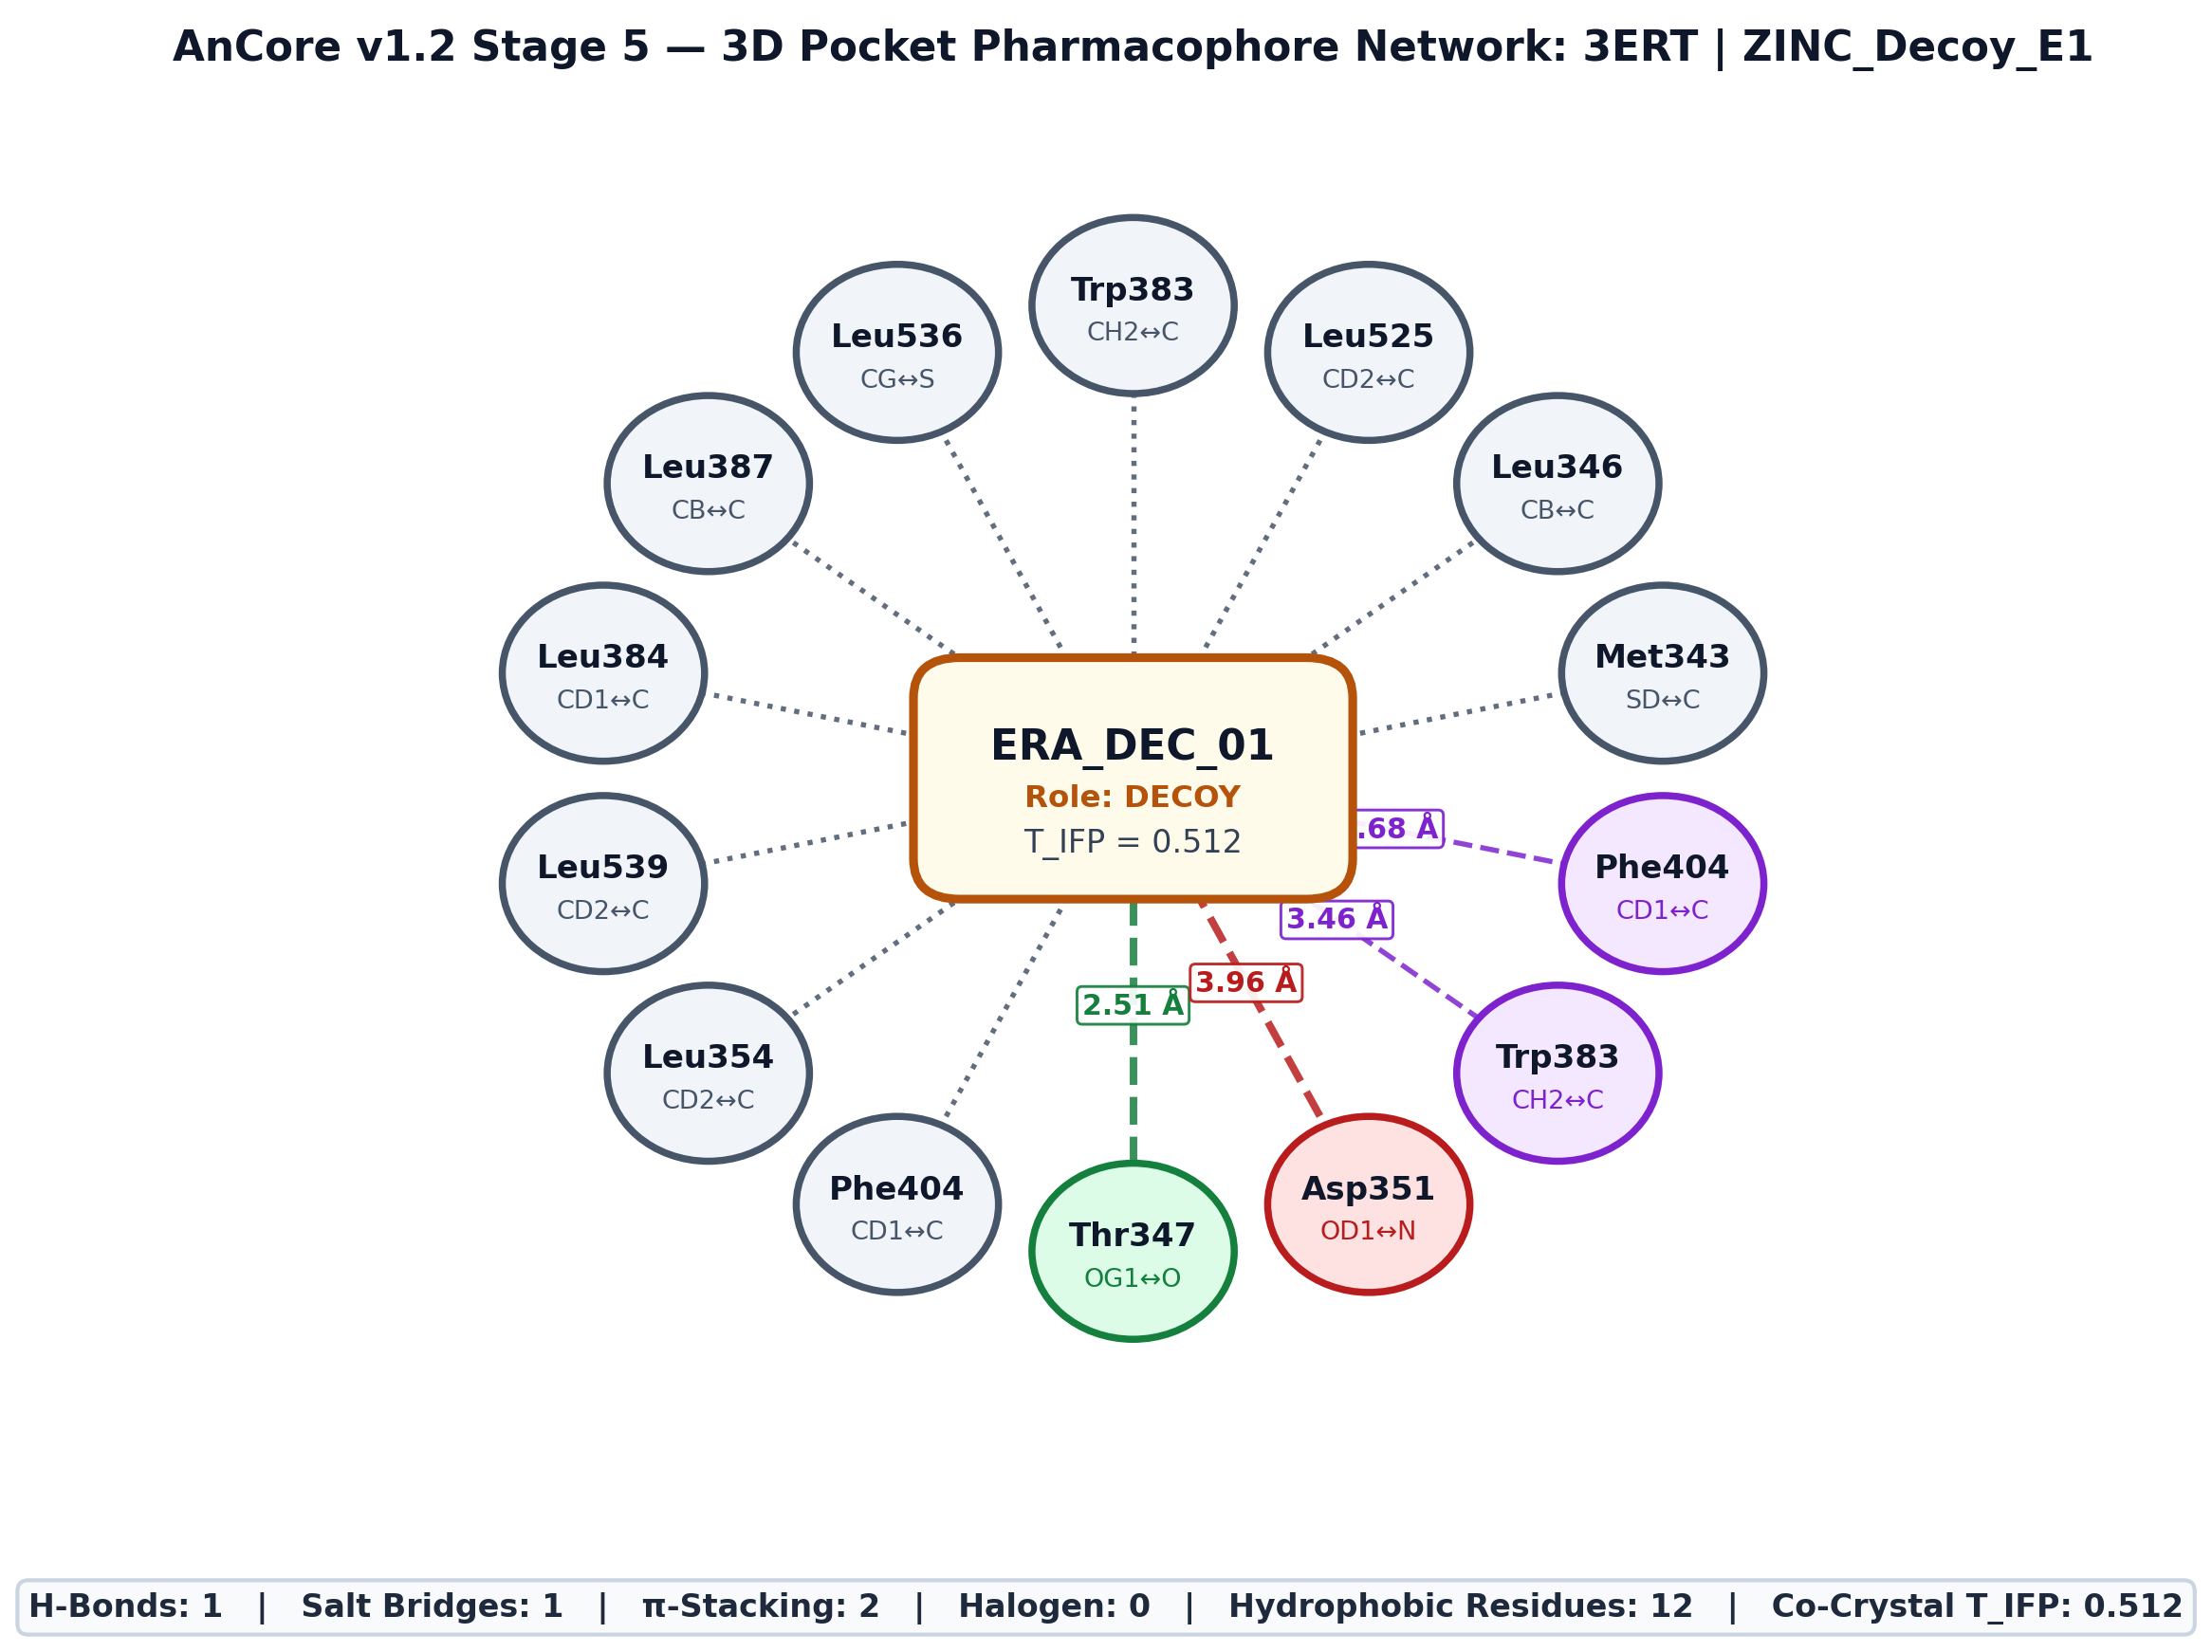 AnCore v1.2 Stage 5 — 3D Pocket Pharmacophore Network: 3ERT | ZINC_Decoy_E1
Trp383
CH2↔C
Leu536
CG↔S
Leu525
CD2↔C
Leu387
CB↔C
Leu346
CB↔C
Leu384
CD1↔C
Met343
SD↔C
ERA_DEC_01
Role: DECOY
T_IFP = 0.512
.68 Å
Leu539
CD2↔C
Phe404
CD1↔C
3.46 Å
3.96 Å
2.51 Å
Leu354
CD2↔C
Trp383
CH2↔C
Phe404
CD1↔C
Asp351
OD1↔N
Thr347
OG1↔O
H-Bonds: 1 | Salt Bridges: 1 | π-Stacking: 2 | Halogen: 0 | Hydrophobic Residues: 12 | Co-Crystal T_IFP: 0.512